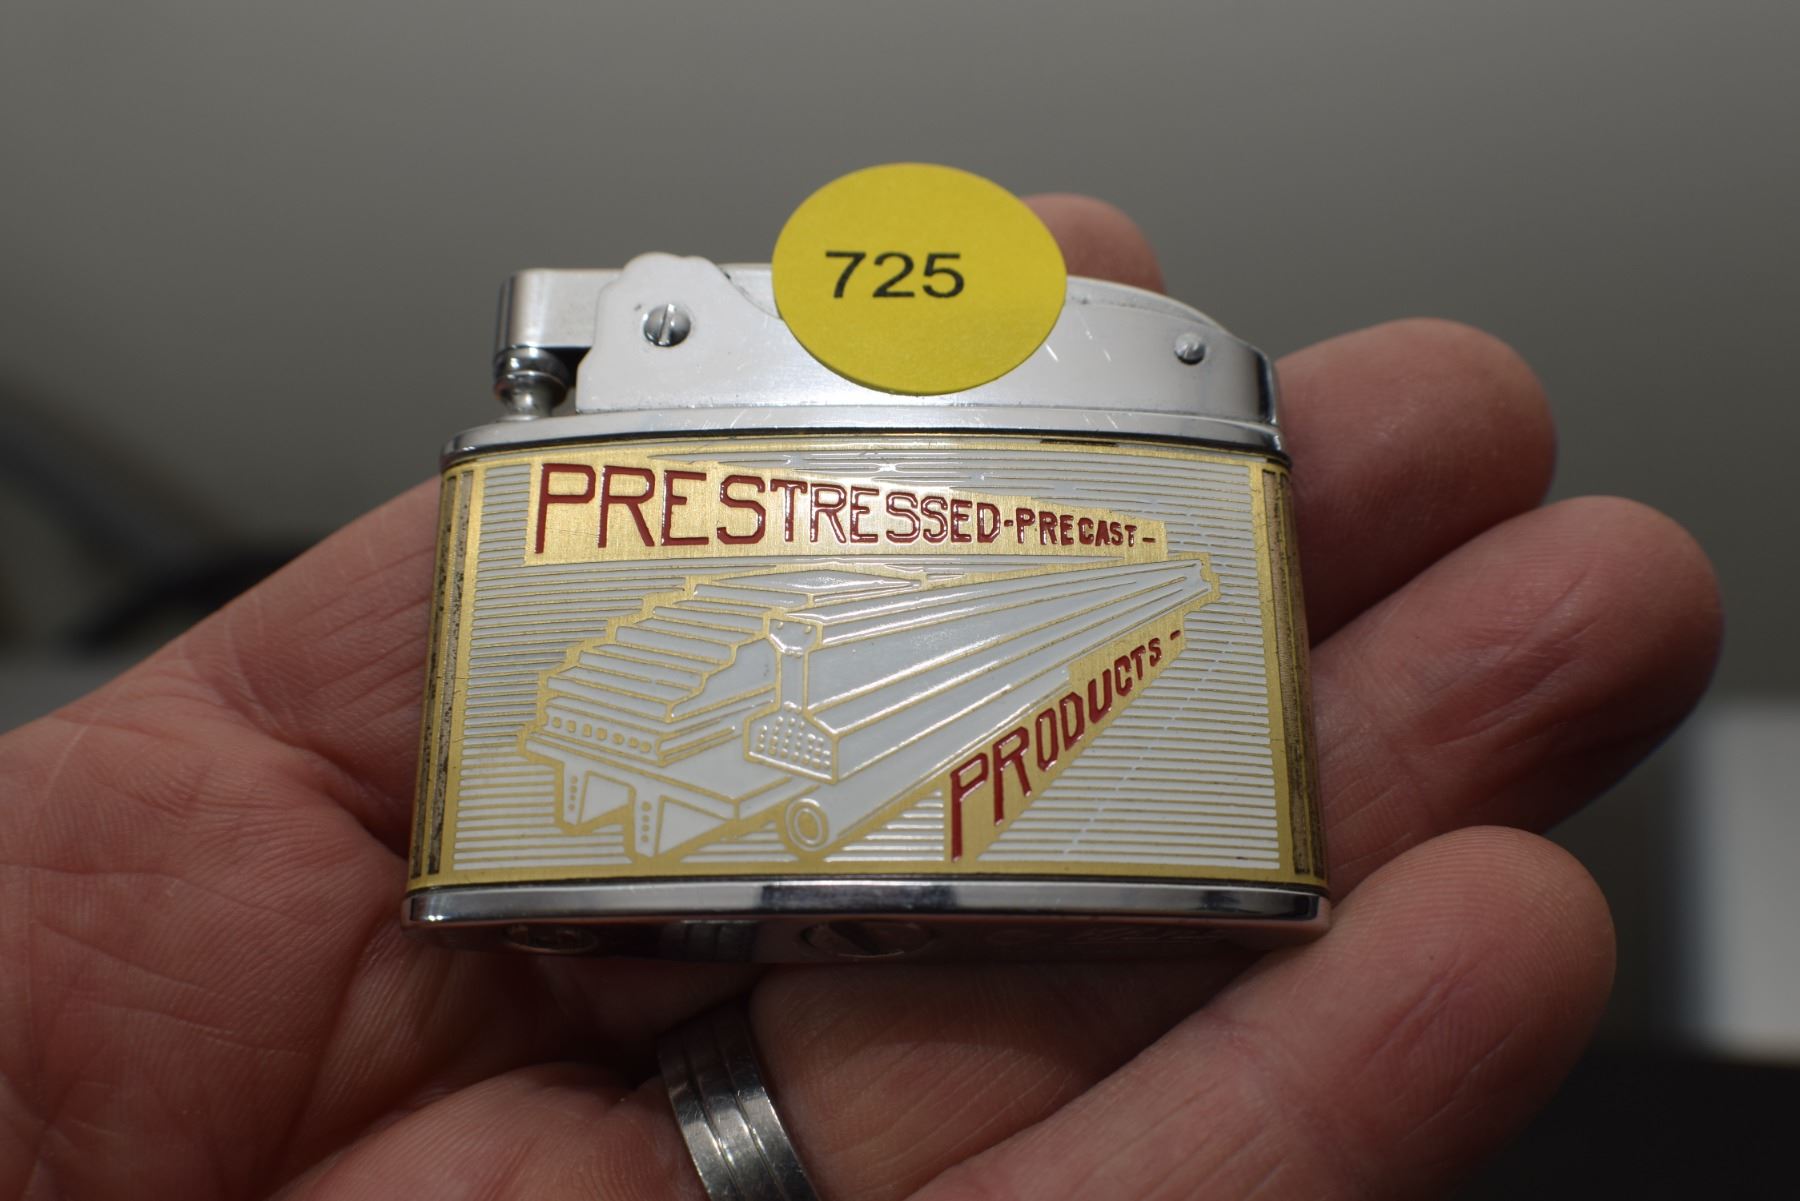 725
PRESTRESSED-PRECAST-
PRODUCTS-